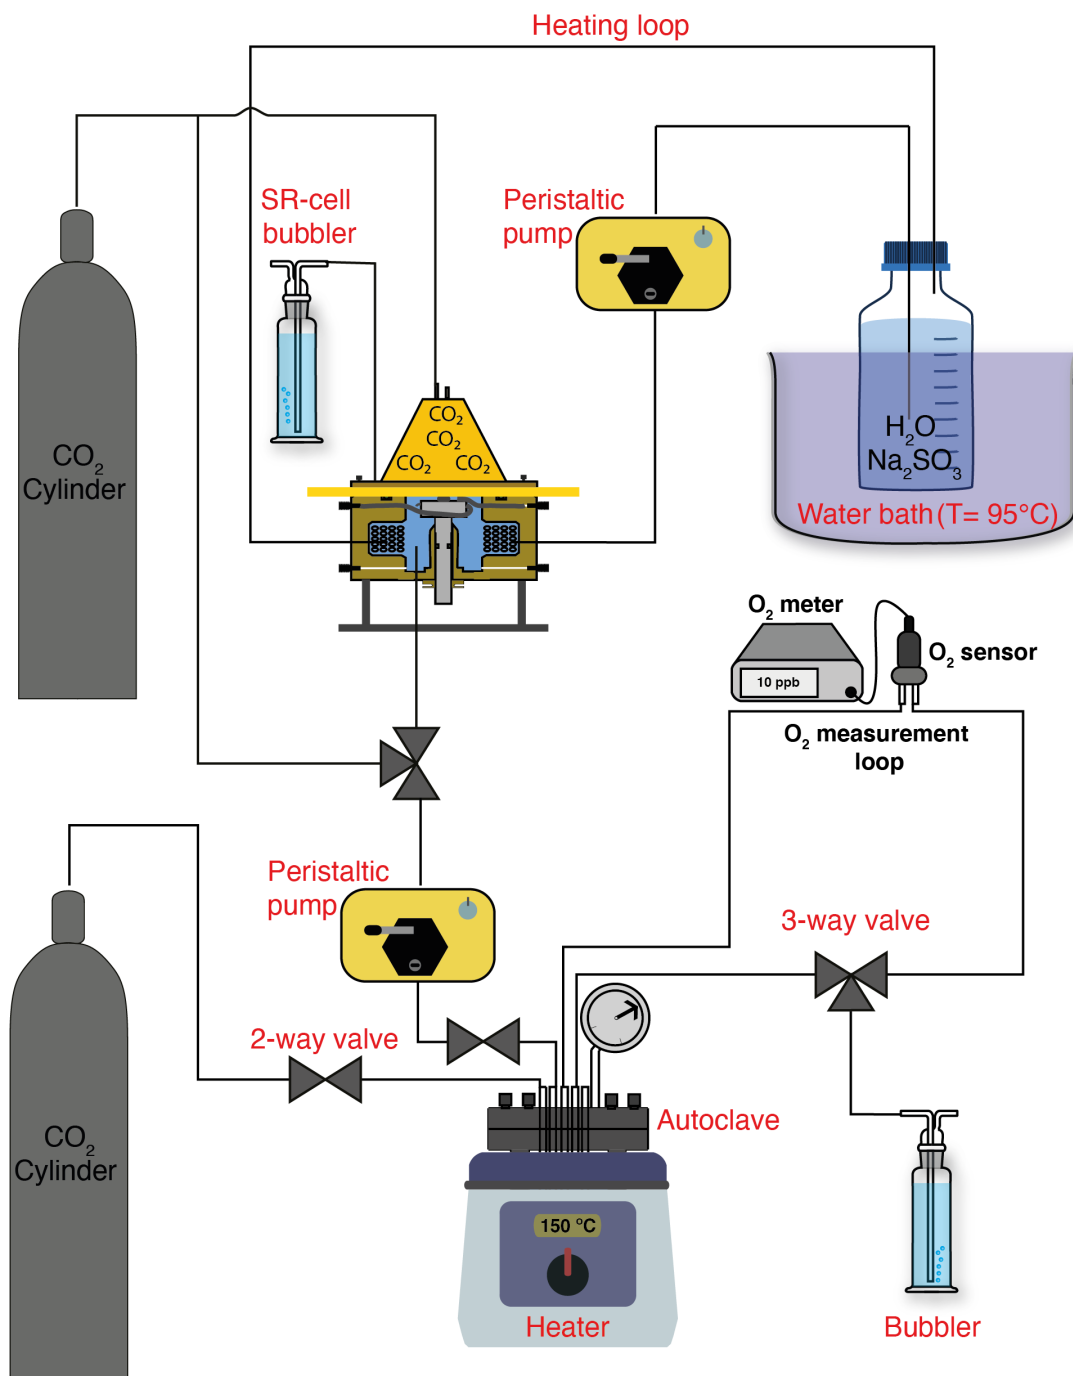 Heating loop
SR-cell
bubbler
Peristaltic
pump
CO₂
Cylinder
CO₂
CO₂
CO₂ CO₂
H₂O
Na₂SO₃
Water bath (T= 95°C)
O₂ meter
10 ppb
O₂ sensor
O₂ measurement
loop
Peristaltic
pump
3-way valve
2-way valve
Autoclave
CO₂
Cylinder
150 °C
Heater
Bubbler